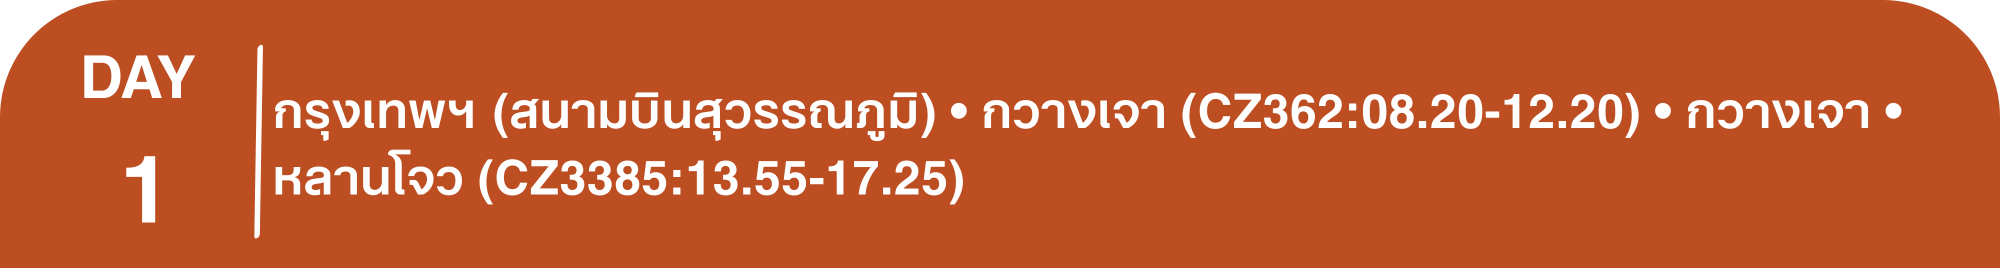 DAY
1
กรุงเทพฯ (สนามบินสุวรรณภูมิ) • กวางเจา (CZ362:08.20-12.20) • กวางเจา •
หลานโจว (CZ3385:13.55-17.25)